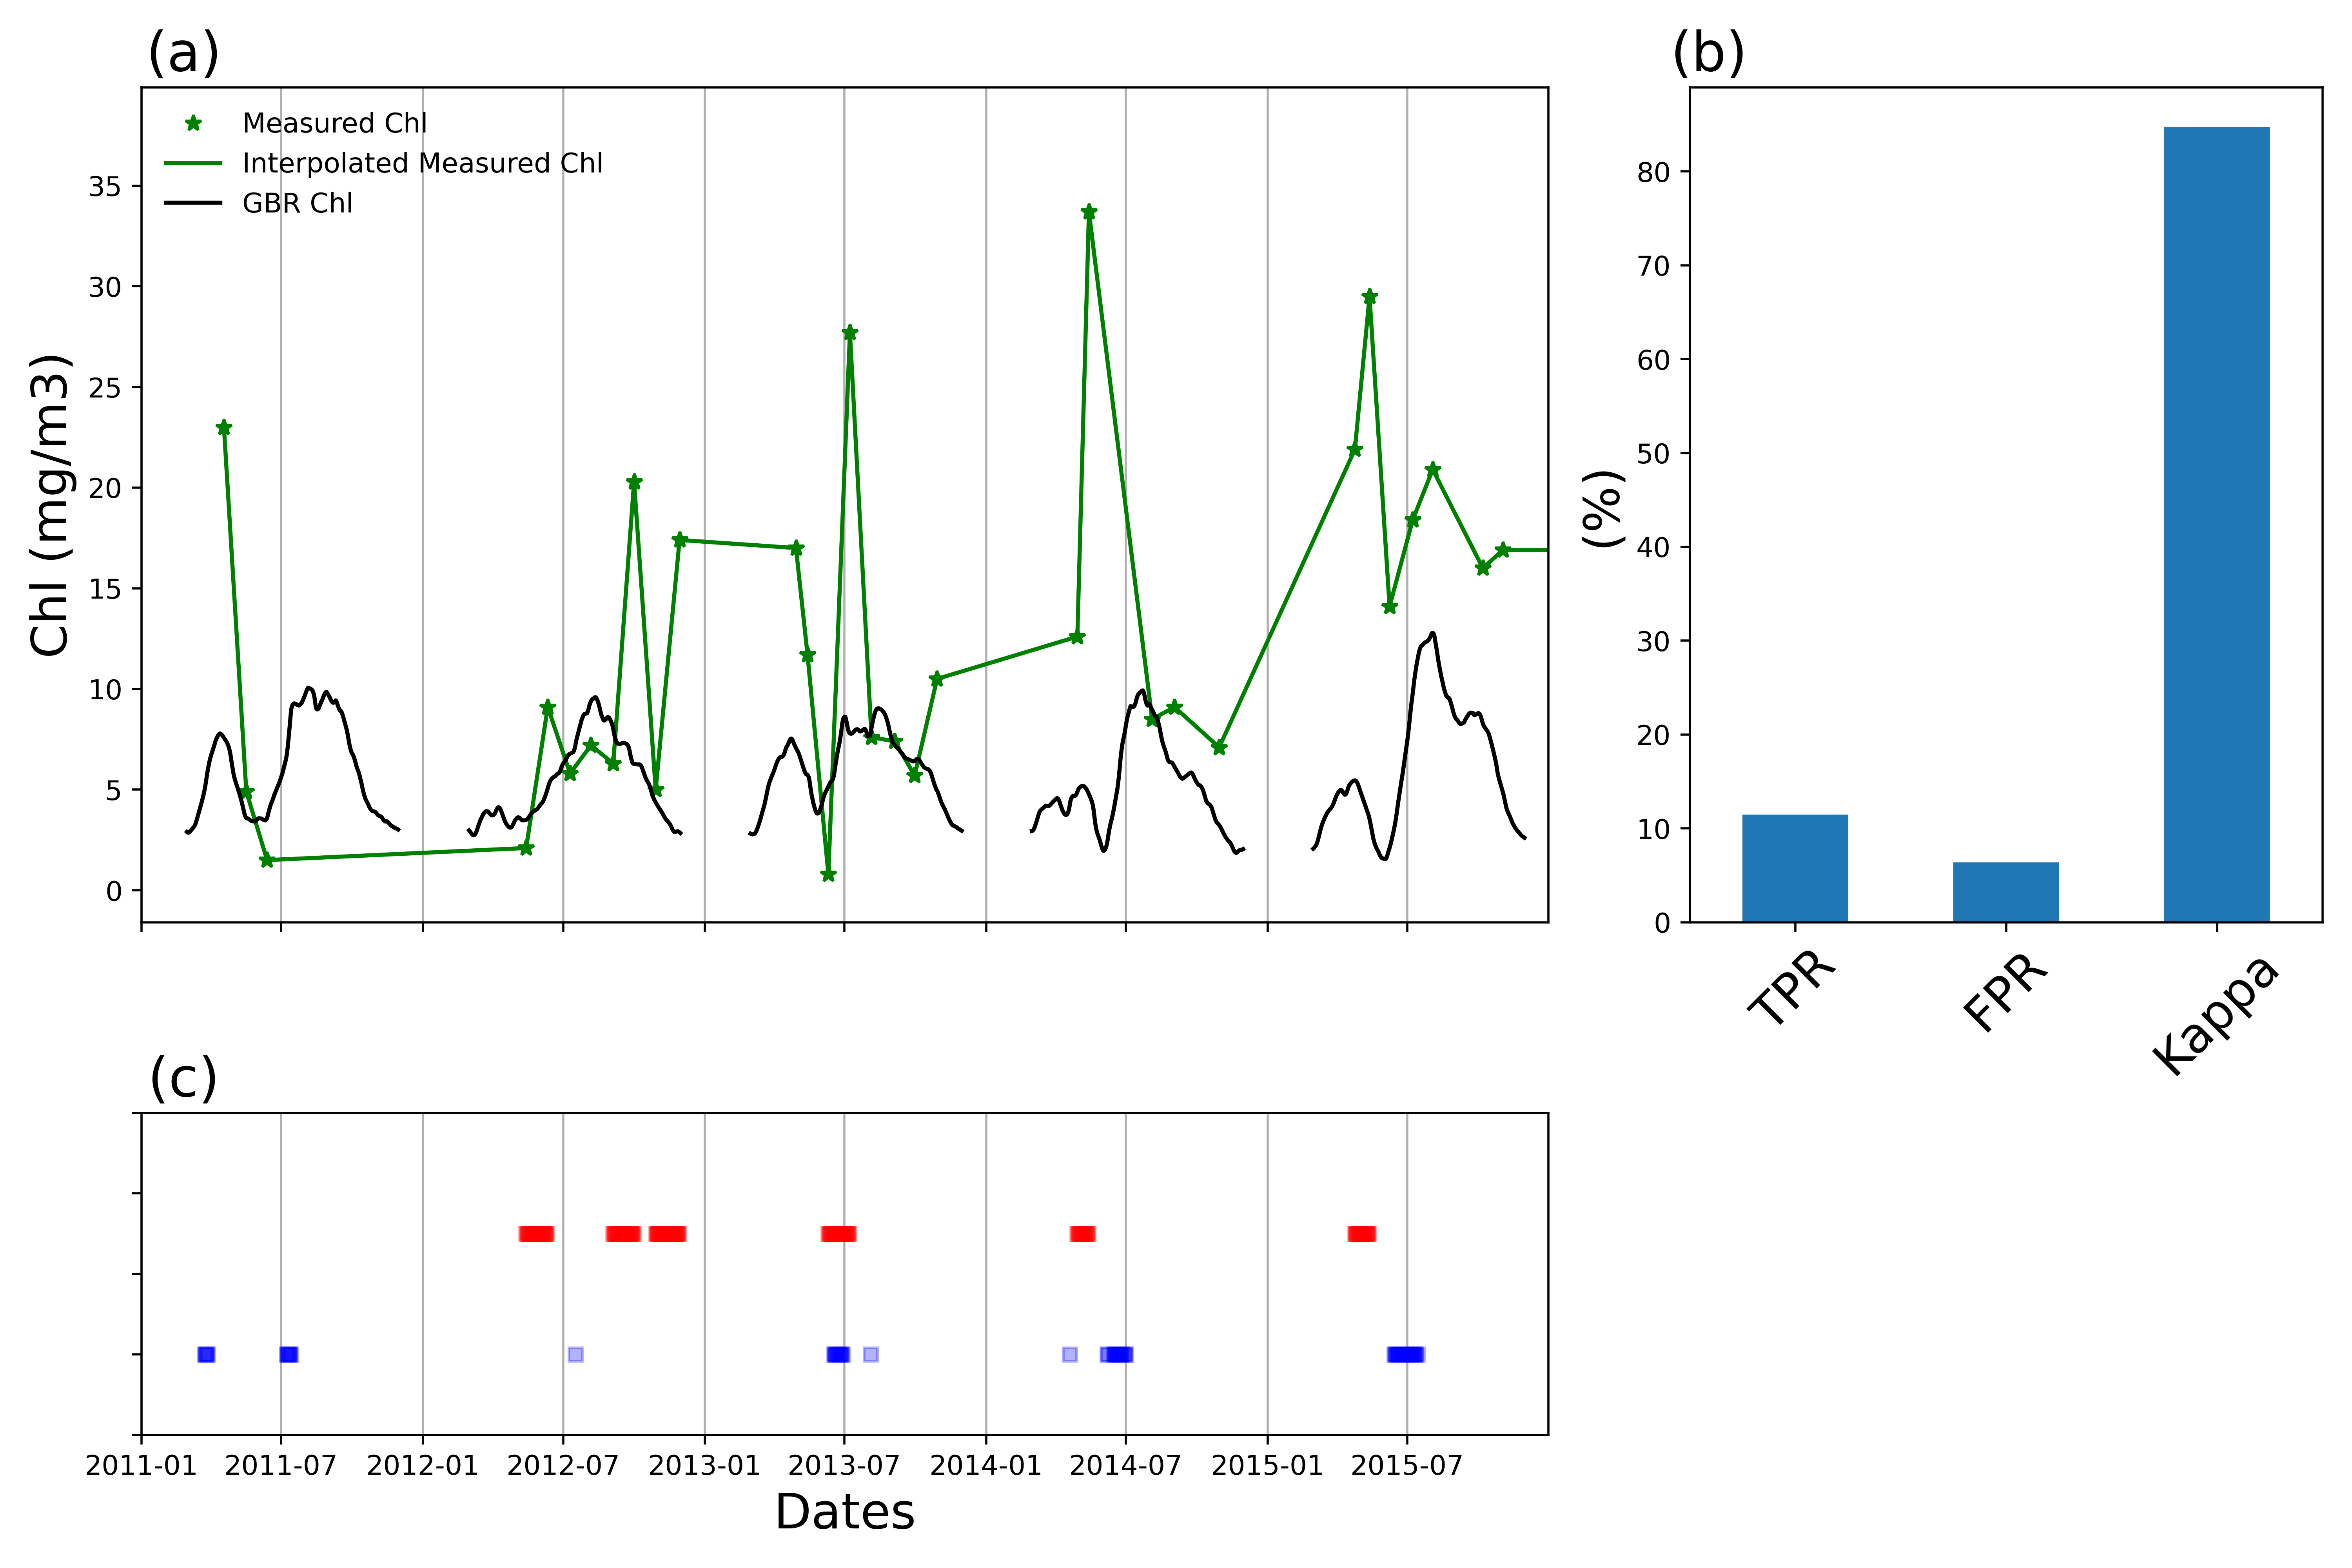 (a)
Measured Chl
Interpolated Measured Chl
GBR Chl
Chl (mg/m3)
35
30
25
20
15
10
5
0
(b)
(%)
80
70
60
50
40
30
20
10
0
TPR
FPR
Kappa
(c)
2011-01
2011-07
2012-01
2012-07
2013-01
2013-07
2014-01
2014-07
2015-01
2015-07
Dates